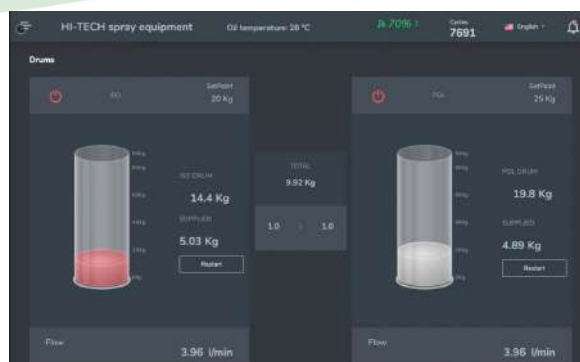 HI-TECH spray equipment
Oil temperature: 28 ºC
70%
Cycles
7691
English
Drums
ISO
SetPoint
20 Kg
POL
SetPoint
25 Kg
ISO DRUM
14.4 Kg
SUPPLIED
5.03 Kg
Restart
TOTAL
9.92 Kg
1.0 : 1.0
POL DRUM
19.8 Kg
SUPPLIED
4.89 Kg
Restart
Flow
3.96 l/min
Flow
3.96 l/min